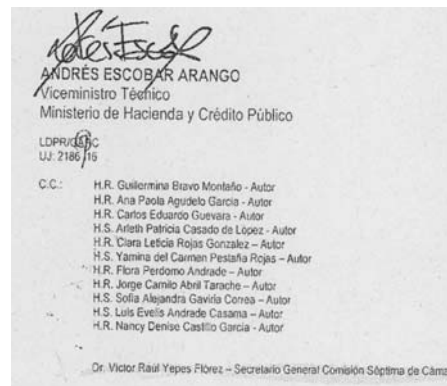 ANDRÉS ESCOBAR ARANGO
Viceministro Técnico
Ministerio de Hacienda y Crédito Público
UJ: 2186/16
C.C.: H.R. Guillermina Bravo Montaño - Autor
H.R. Ana Paola Agudelo García - Autor
H.R. Carlos Eduardo Guevara - Autor
H.S. Arleth Patricia Casado de López - Autor
H.R. Clara Leticia Rojas Gonzalez – Autor
H.S. Yamina del Carmen Pestaña Rojas – Autor
H.R. Flora Perdomo Andrade – Autor
H.R. Jorge Camilo Abril Tarache – Autor
H.S. Sofía Alejandra Gaviria Correa – Autor
H.S. Luis Evelis Andrade Casama – Autor
H.R. Nancy Denise Castillo García - Autor
Dr. Victor Raúl Yepes Flórez – Secretario General Comisión Séptima de